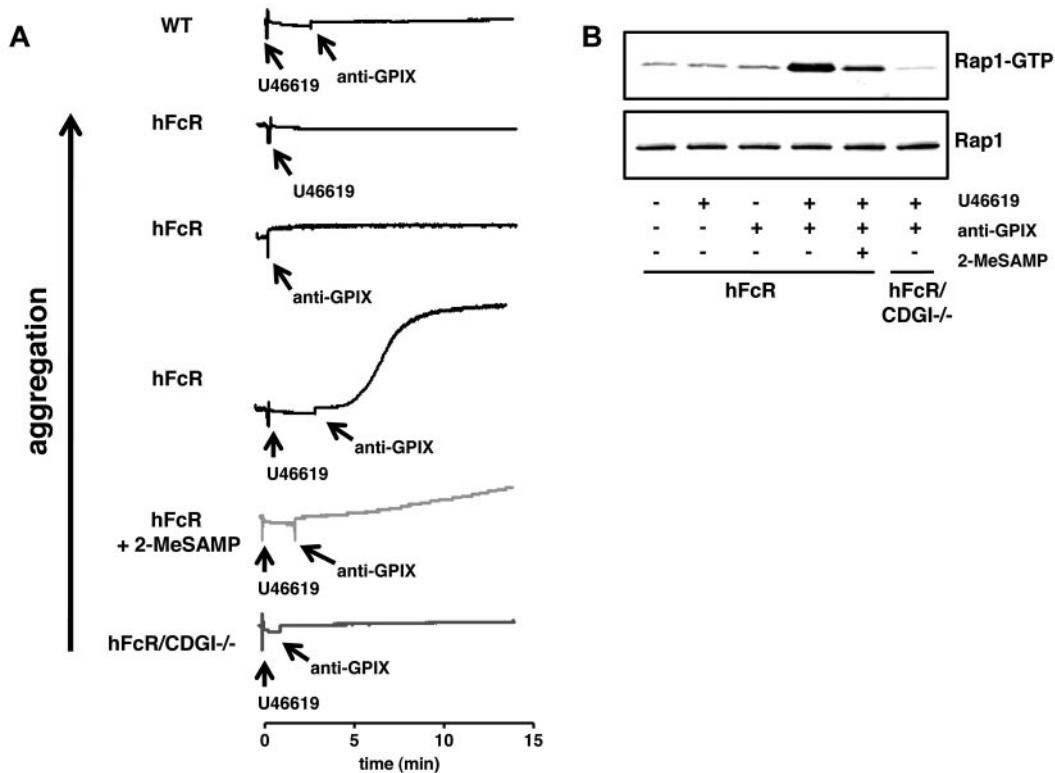 A
WT
U46619
anti-GPIX
aggregation
hFcR
U46619
hFcR
anti-GPIX
hFcR
U46619
anti-GPIX
hFcR
+ 2-MeSAMP
U46619
anti-GPIX
hFcR/CDGI-/-
U46619
anti-GPIX
0 5 10 15
time (min)
B
Rap1-GTP
Rap1
- + - + + + U46619
- - + + + + anti-GPIX
- - - - + - 2-MeSAMP
hFcR
hFcR/
CDGI-/-